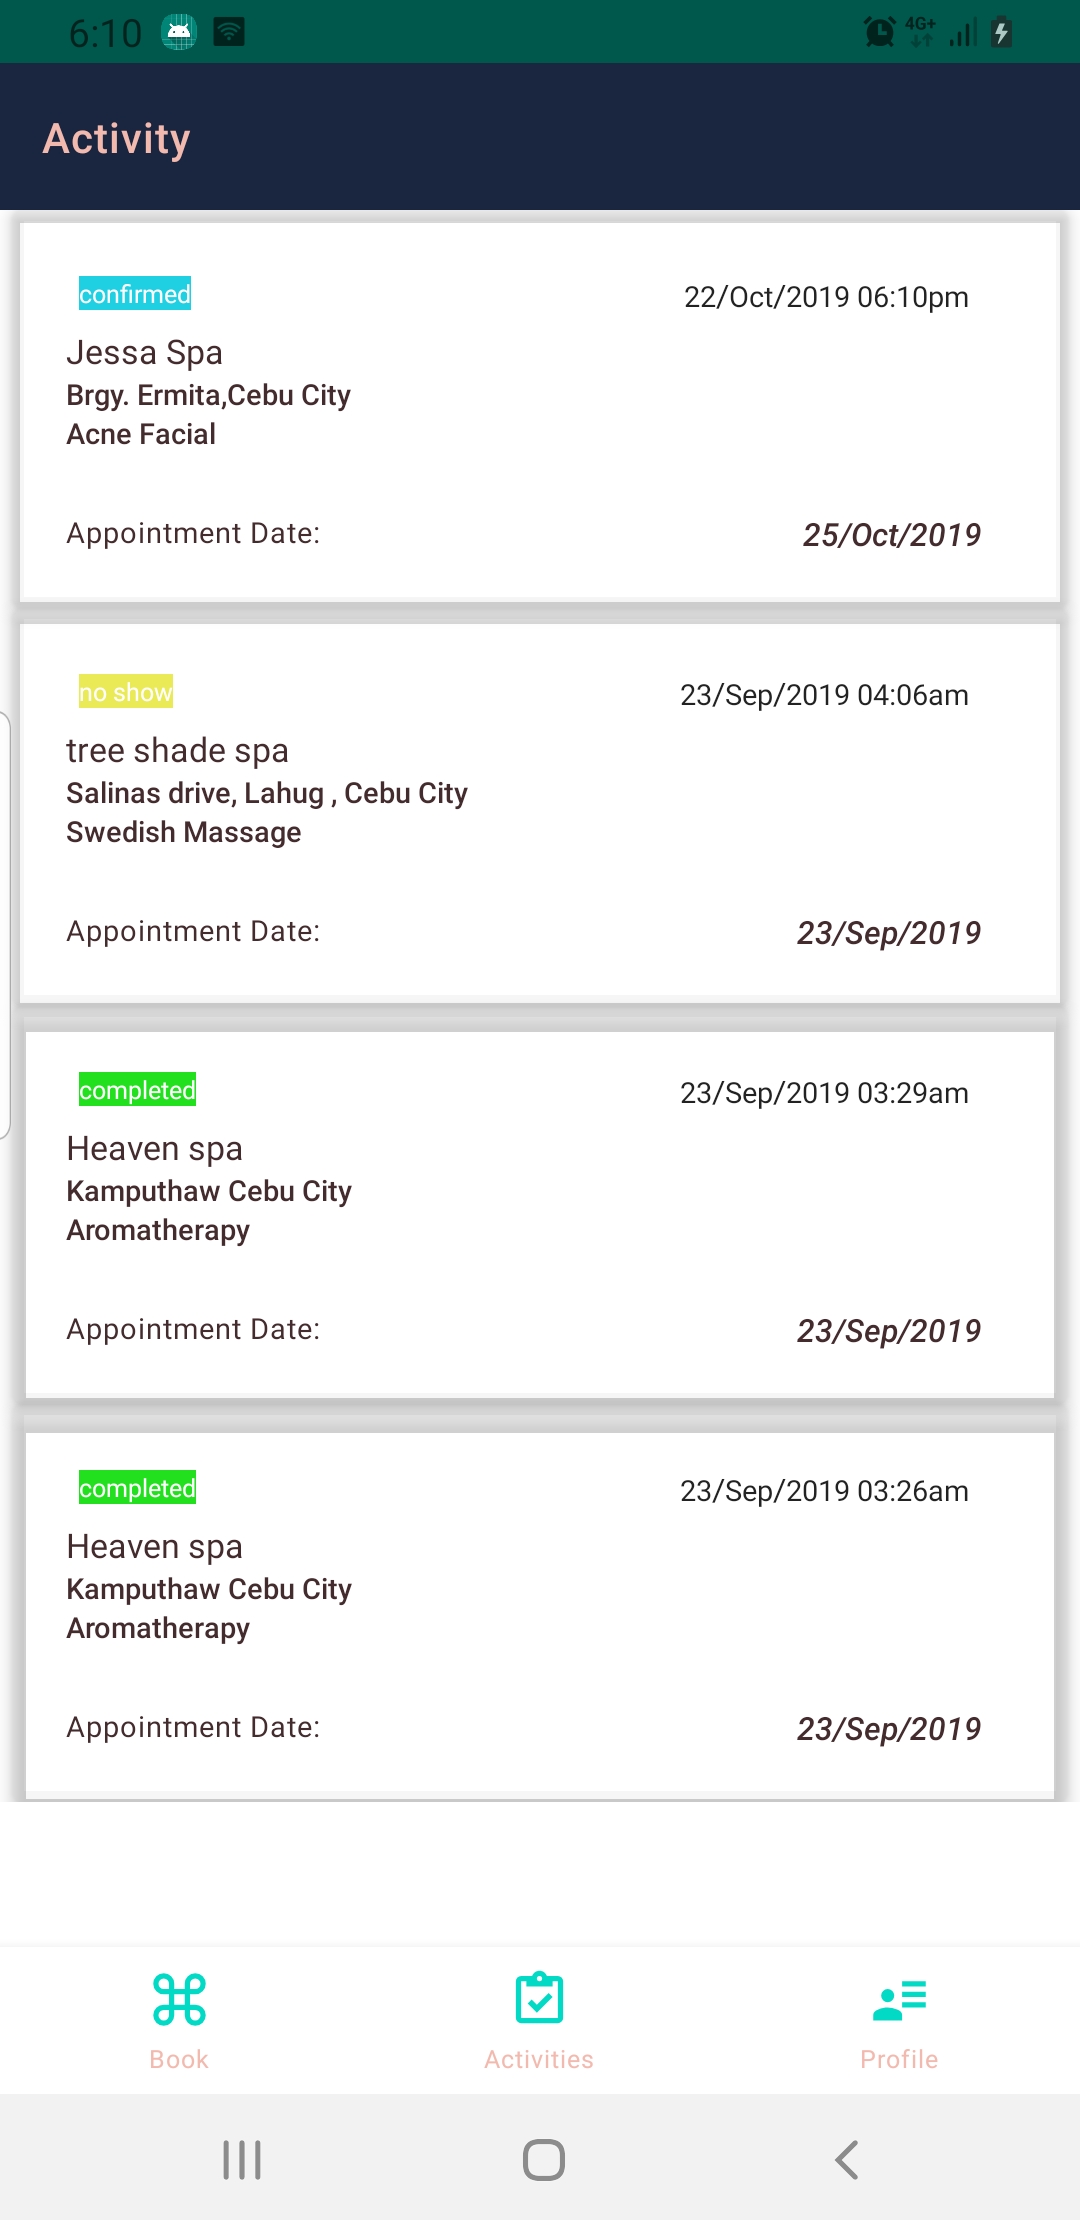 6:10 4G+
Activity
confirmed 22/Oct/2019 06:10pm
Jessa Spa
Brgy. Ermita,Cebu City
Acne Facial
Appointment Date: 25/Oct/2019
no show 23/Sep/2019 04:06am
tree shade spa
Salinas drive, Lahug , Cebu City
Swedish Massage
Appointment Date: 23/Sep/2019
completed 23/Sep/2019 03:29am
Heaven spa
Kamputhaw Cebu City
Aromatherapy
Appointment Date: 23/Sep/2019
completed 23/Sep/2019 03:26am
Heaven spa
Kamputhaw Cebu City
Aromatherapy
Appointment Date: 23/Sep/2019
Book Activities Profile